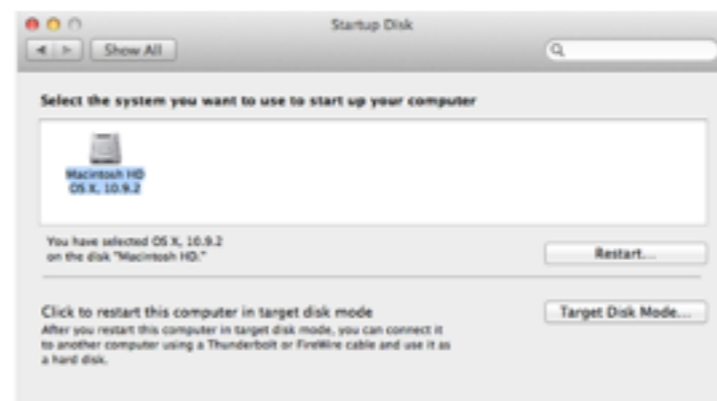 Startup Disk
Show All
Select the system you want to use to start up your computer
Macintosh HD
OS X, 10.9.2
You have selected OS X, 10.9.2
on the disk "Macintosh HD."
Restart...
Click to restart this computer in target disk mode
Target Disk Mode...
After you restart this computer in target disk mode, you can connect it
to another computer using a Thunderbolt or FireWire cable and use it as
a hard disk.